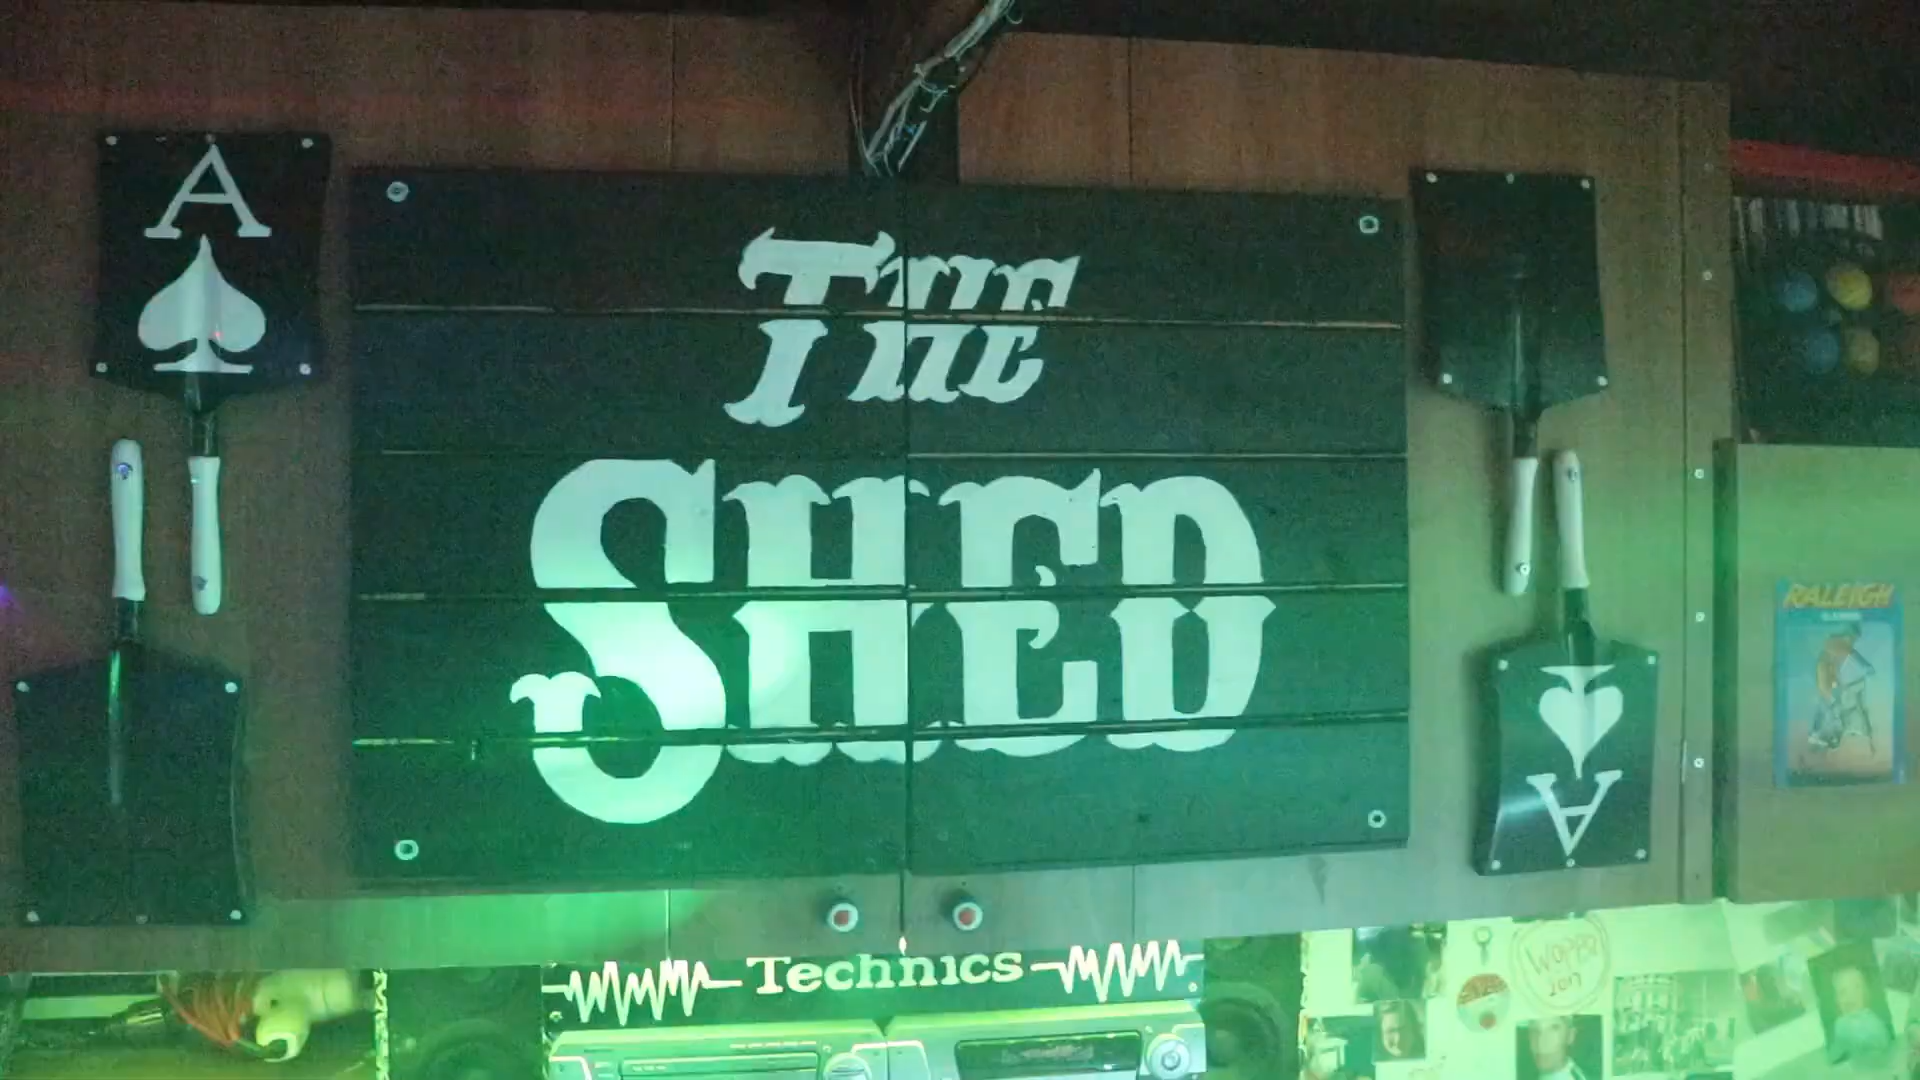 A
THE
SHED
A
RALEIGH
Technics